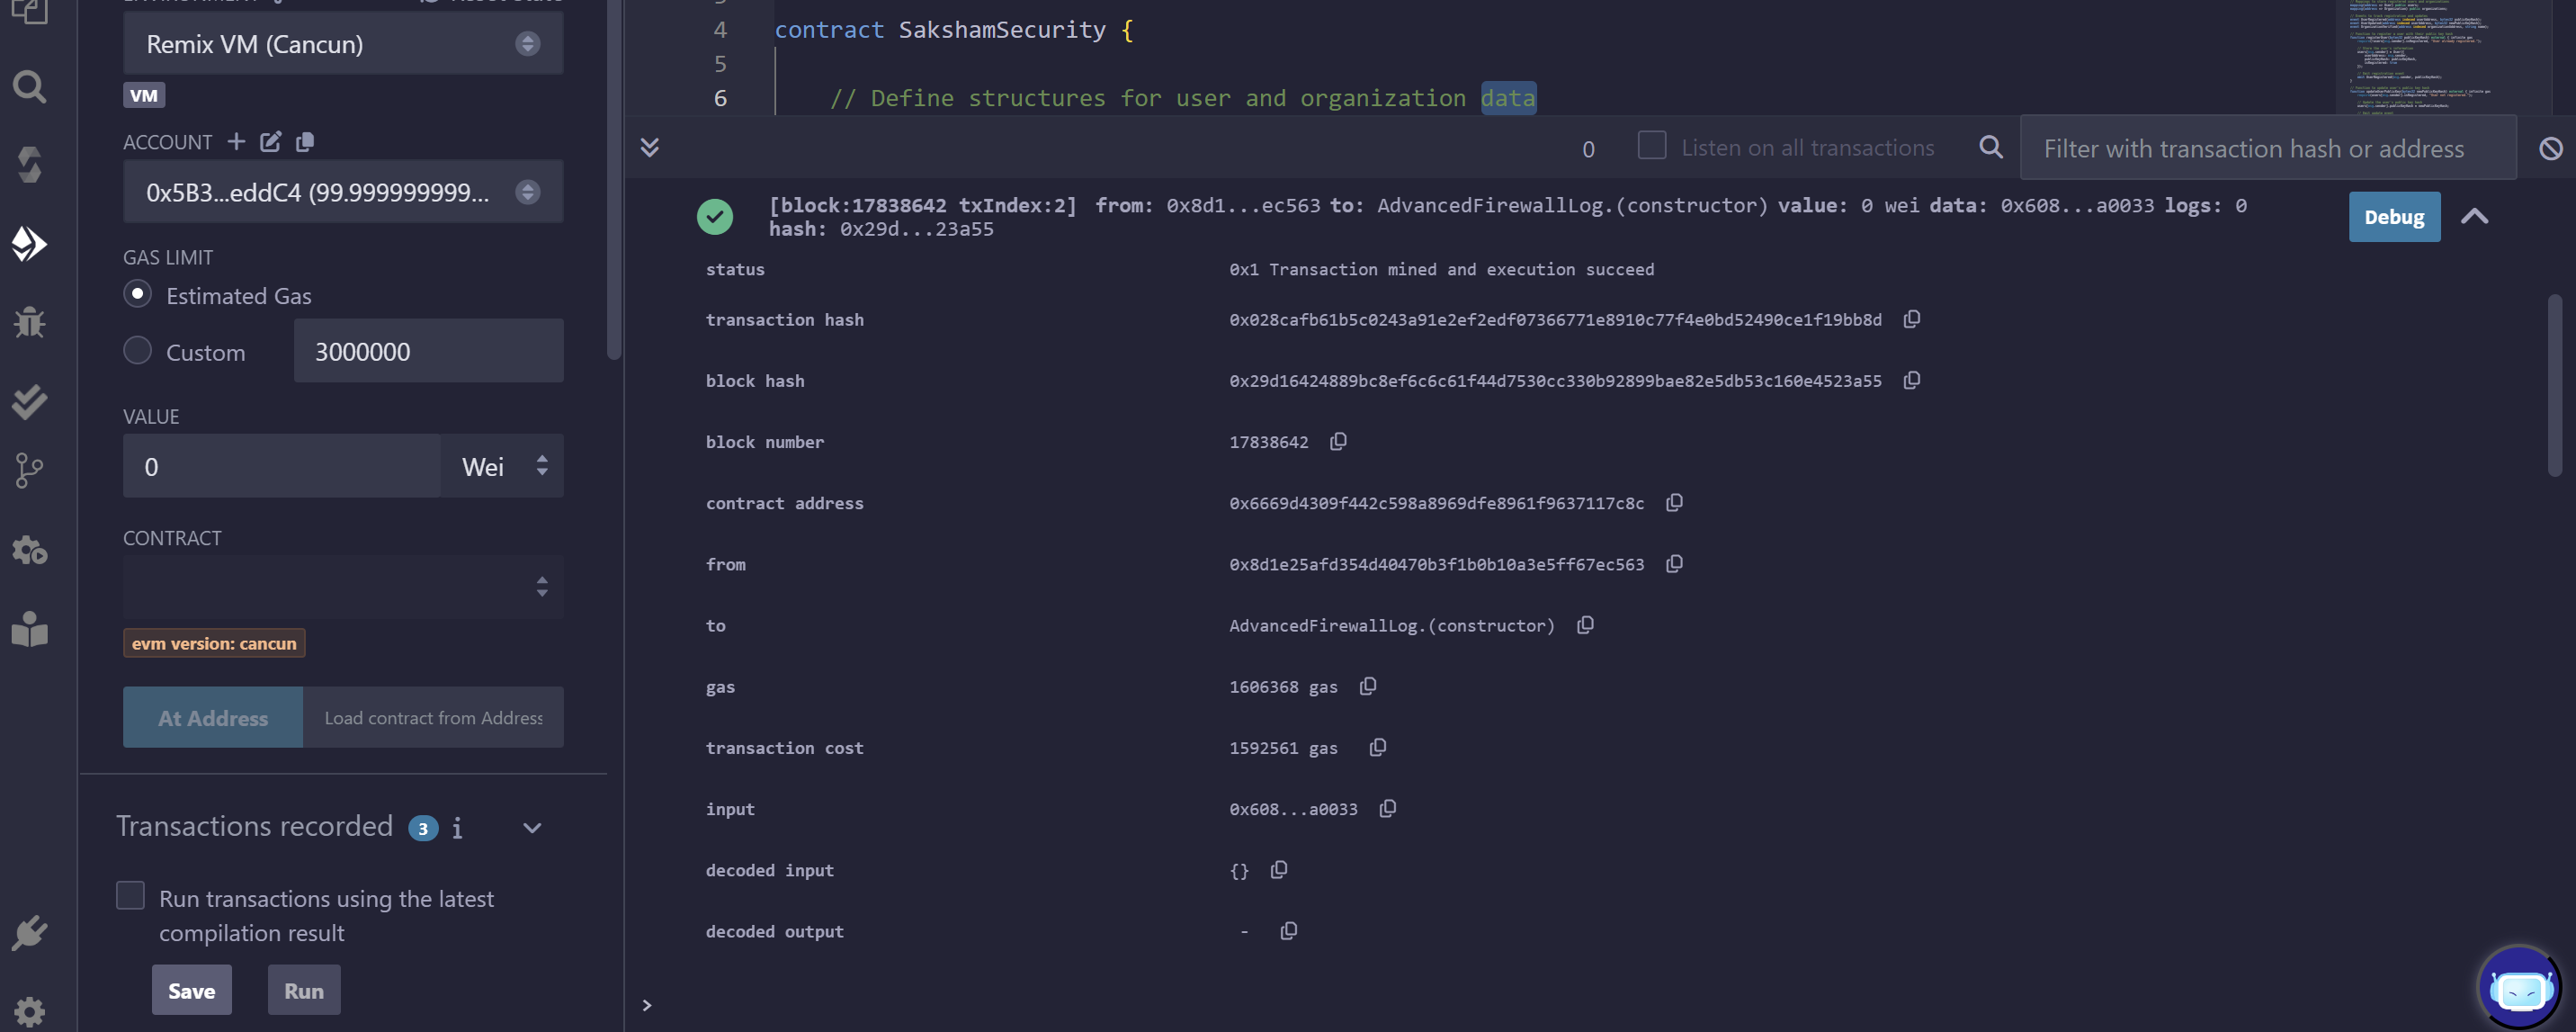 Remix VM (Cancun)
VM
ACCOUNT
0x5B3...eddC4 (99.999999999...
GAS LIMIT
Estimated Gas
Custom
3000000
VALUE
0
Wei
CONTRACT
evm version: cancun
At Address
Load contract from Address
Transactions recorded 3 i
Run transactions using the latest
compilation result
Save
Run
4 contract SakshamSecurity {
5
6 // Define structures for user and organization data
0
Listen on all transactions
Filter with transaction hash or address
[block:17838642 txIndex:2] from: 0x8d1...ec563 to: AdvancedFirewallLog.(constructor) value: 0 wei data: 0x608...a0033 logs: 0
hash: 0x29d...23a55
Debug
status 0x1 Transaction mined and execution succeed
transaction hash 0x028cafb61b5c0243a91e2ef2edf07366771e8910c77f4e0bd52490ce1f19bb8d
block hash 0x29d16424889bc8ef6c6c61f44d7530cc330b92899bae82e5db53c160e4523a55
block number 17838642
contract address 0x6669d4309f442c598a8969dfe8961f9637117c8c
from 0x8d1e25afd354d40470b3f1b0b10a3e5ff67ec563
to AdvancedFirewallLog.(constructor)
gas 1606368 gas
transaction cost 1592561 gas
input 0x608...a0033
decoded input {}
decoded output -
>